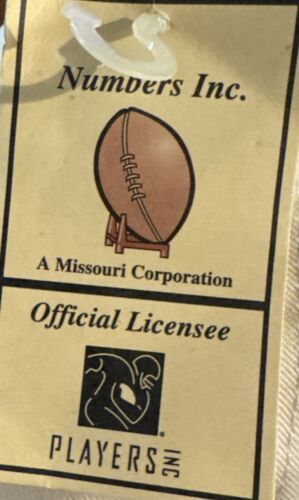 Numbers Inc.
A Missouri Corporation
Official Licensee
®
PLAYERS INC